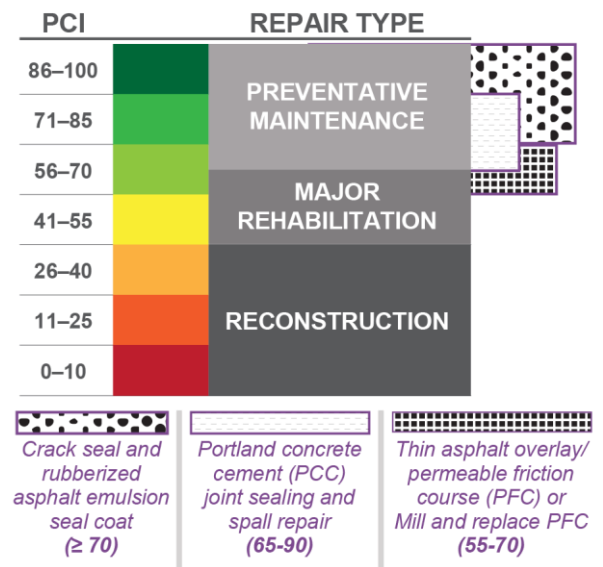 PCI REPAIR TYPE
86–100
71–85
56–70
41–55
26–40
11–25
0–10
PREVENTATIVE
MAINTENANCE
MAJOR
REHABILITATION
RECONSTRUCTION
Crack seal and
rubberized
asphalt emulsion
seal coat
(≥ 70)
Portland concrete
cement (PCC)
joint sealing and
spall repair
(65-90)
Thin asphalt overlay/
permeable friction
course (PFC) or
Mill and replace PFC
(55-70)